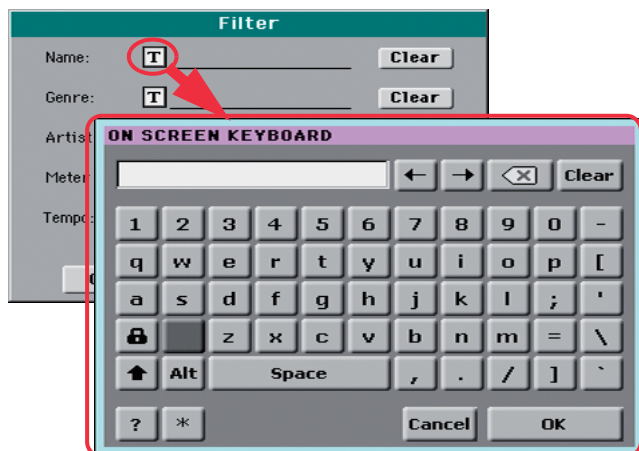 Filter
Name: T Clear
Genre: T Clear
Artist
Meter
Tempo:
ON SCREEN KEYBOARD
← → ⌫ Clear
1 2 3 4 5 6 7 8 9 0 -
q w e r t y u i o p [
a s d f g h j k l ; '
z x c v b n m = \
Alt Space , . / ] `
? * Cancel OK